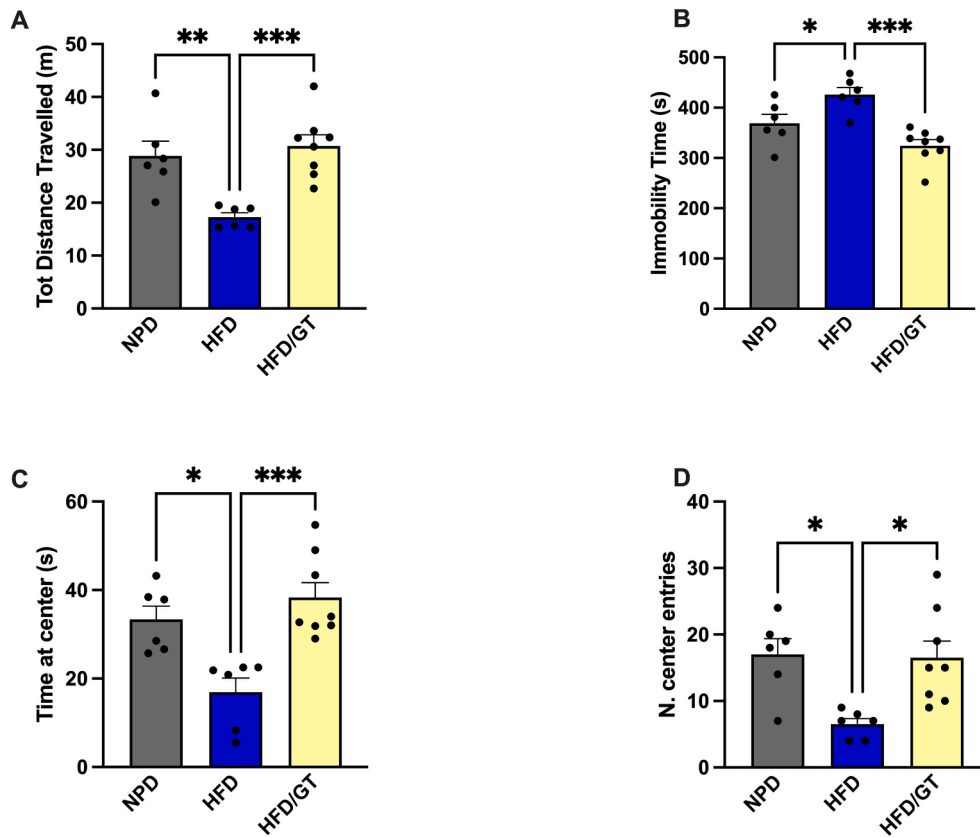 A
Tot Distance Travelled (m)
50
40
30
20
10
0
** ***
NPD HFD HFD/GT
B
Immobility Time (s)
500
400
300
200
100
0
* ***
NPD HFD HFD/GT
C
Time at center (s)
60
40
20
0
* ***
NPD HFD HFD/GT
D
N. center entries
40
30
20
10
0
* *
NPD HFD HFD/GT